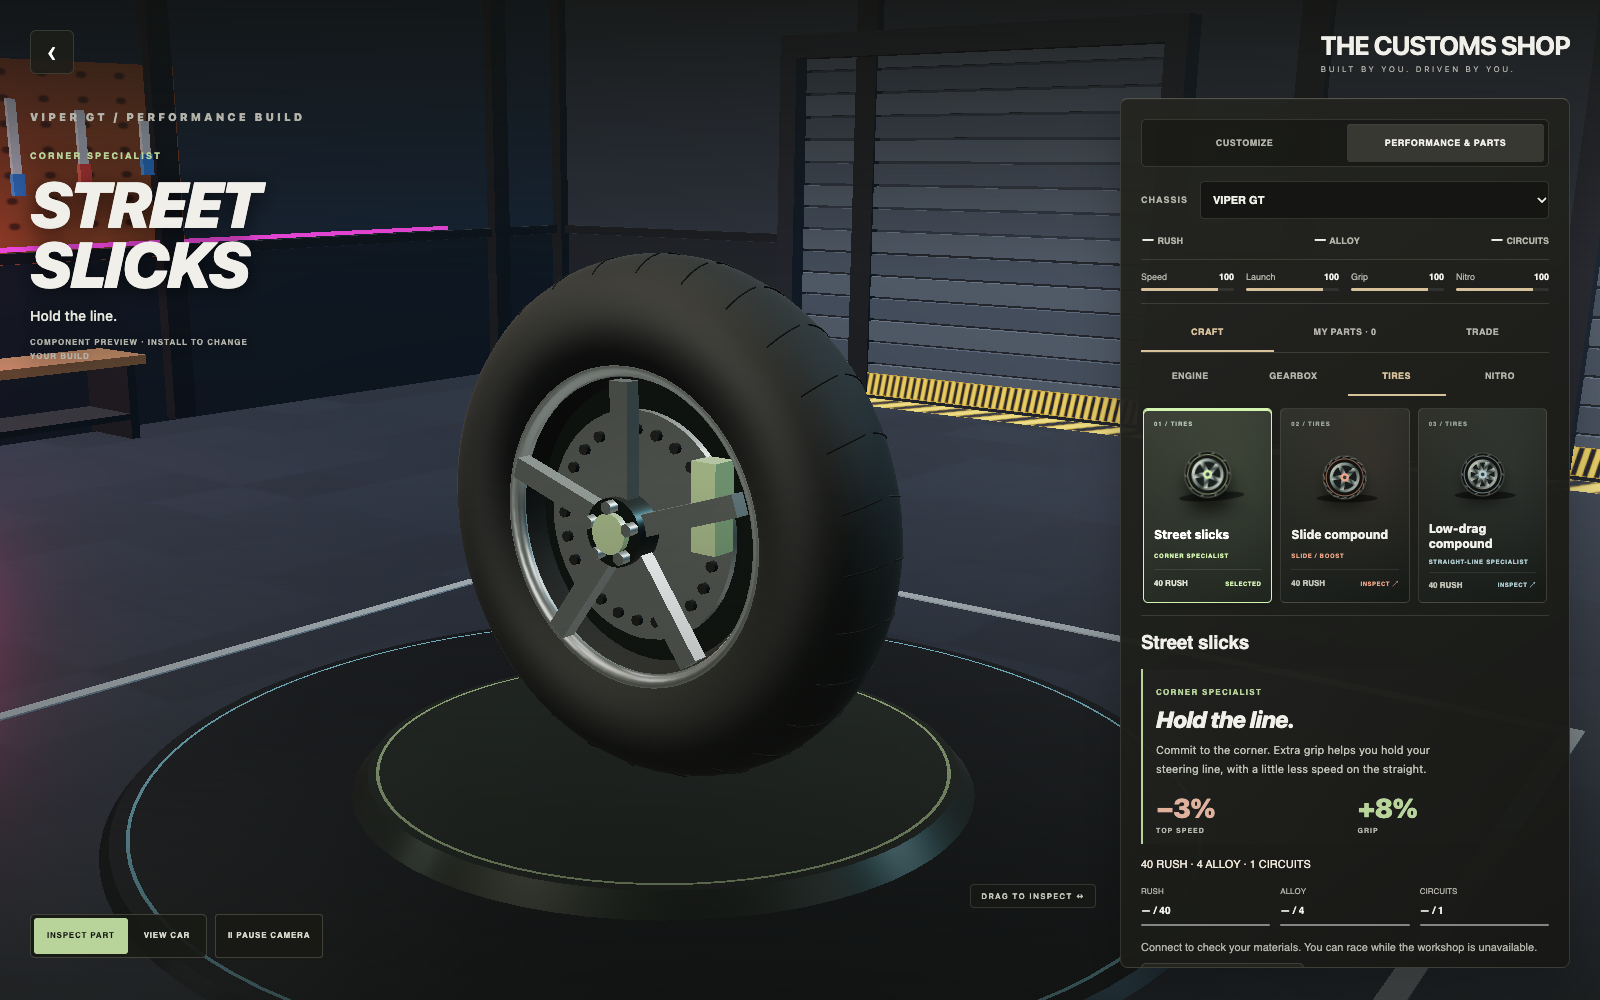 ❮
THE CUSTOMS SHOP
BUILT BY YOU. DRIVEN BY YOU.
VIPER GT / PERFORMANCE BUILD
CORNER SPECIALIST
STREET
SLICKS
Hold the line.
COMPONENT PREVIEW · INSTALL TO CHANGE
YOUR BUILD
CUSTOMIZE
PERFORMANCE & PARTS
CHASSIS
VIPER GT
— RUSH
— ALLOY
— CIRCUITS
Speed 100
Launch 100
Grip 100
Nitro 100
CRAFT
MY PARTS · 0
TRADE
ENGINE
GEARBOX
TIRES
NITRO
01 / TIRES
Street slicks
CORNER SPECIALIST
40 RUSH SELECTED
02 / TIRES
Slide compound
SLIDE / BOOST
40 RUSH INSPECT ↗
03 / TIRES
Low-drag
compound
STRAIGHT-LINE SPECIALIST
40 RUSH INSPECT ↗
Street slicks
CORNER SPECIALIST
Hold the line.
Commit to the corner. Extra grip helps you hold your
steering line, with a little less speed on the straight.
−3%
TOP SPEED
+8%
GRIP
40 RUSH · 4 ALLOY · 1 CIRCUITS
RUSH
— / 40
ALLOY
— / 4
CIRCUITS
— / 1
Connect to check your materials. You can race while the workshop is unavailable.
DRAG TO INSPECT ↔
INSPECT PART
VIEW CAR
II PAUSE CAMERA